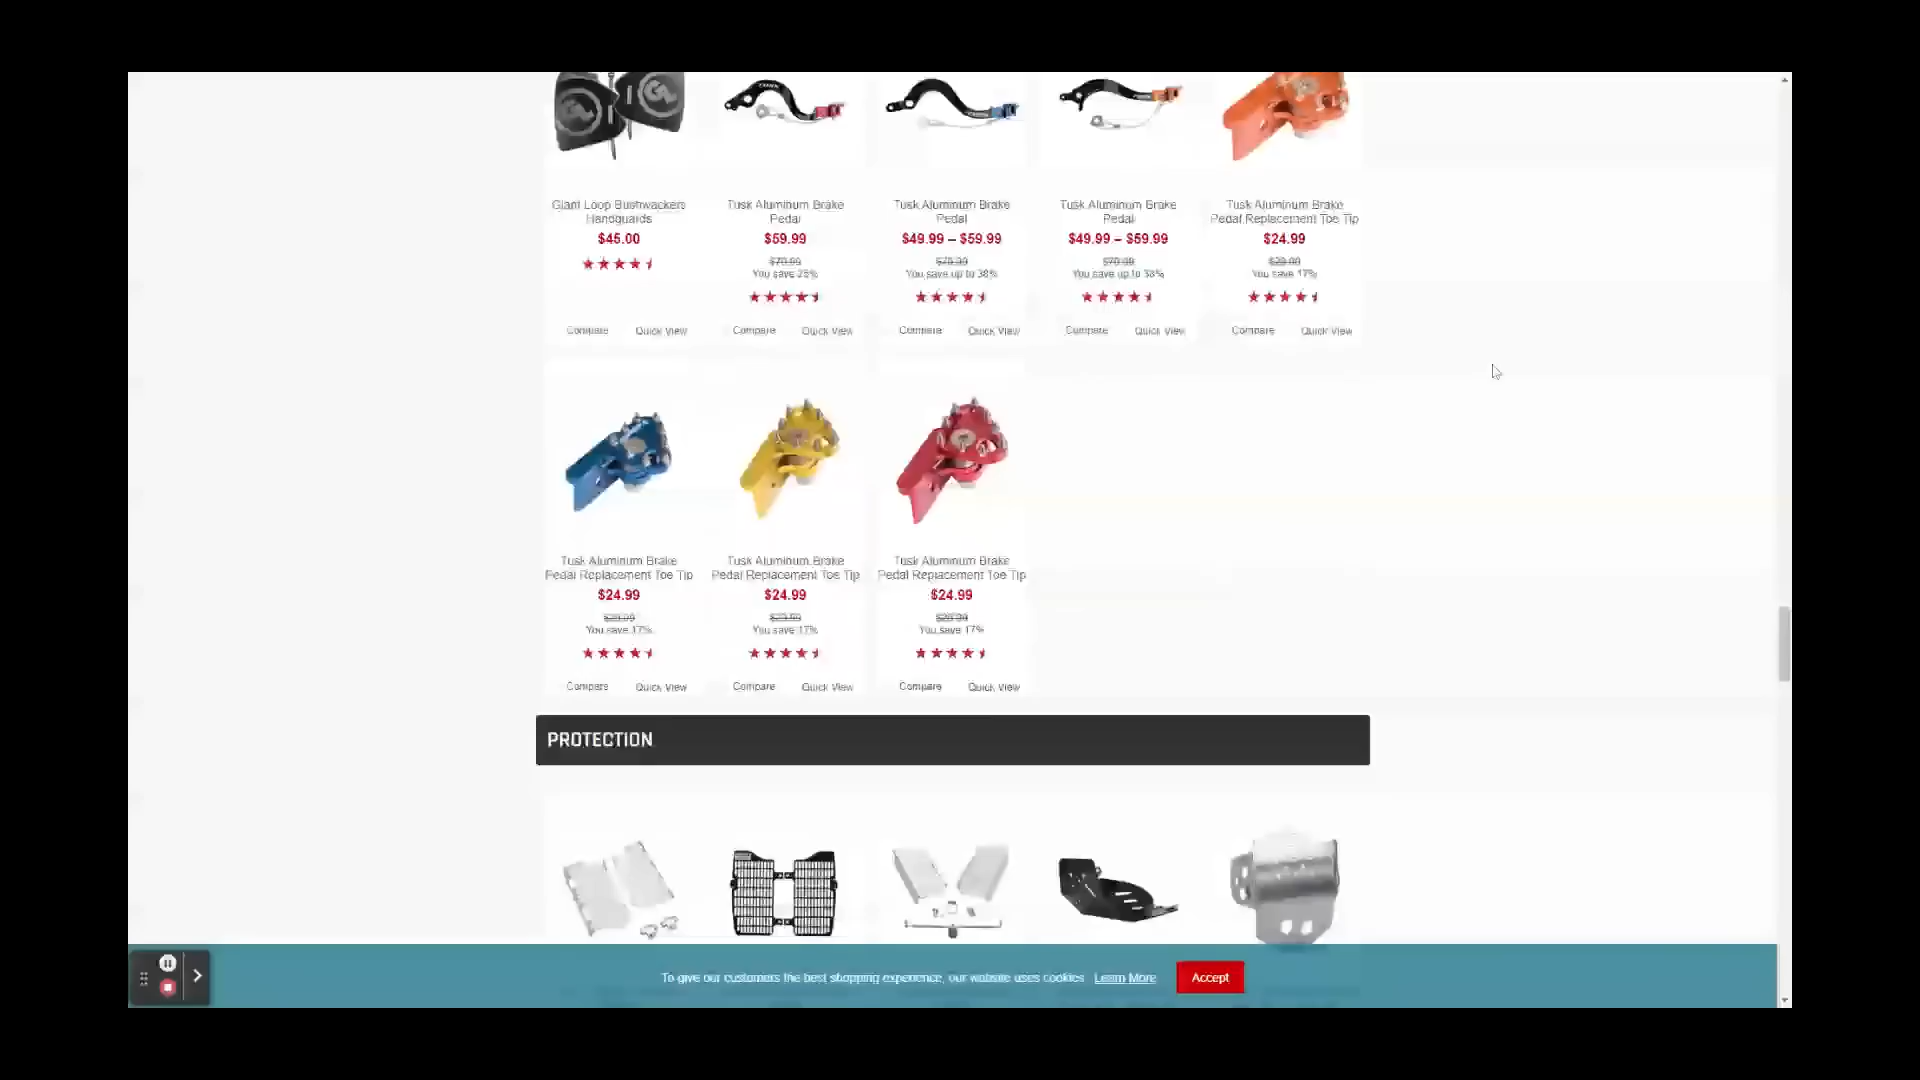 Giant Loop Bushwackers
Handguards
$45.00
Compare Quick View
Tusk Aluminum Brake
Pedal
$59.99
$79.99
You save 25%
Compare Quick View
Tusk Aluminum Brake
Pedal
$49.99 – $59.99
$79.99
You save up to 38%
Compare Quick View
Tusk Aluminum Brake
Pedal
$49.99 – $59.99
$79.99
You save up to 38%
Compare Quick View
Tusk Aluminum Brake
Pedal Replacement Toe Tip
$24.99
You save 17%
Compare Quick View
Tusk Aluminum Brake
Pedal Replacement Toe Tip
$24.99
You save 17%
Compare Quick View
Tusk Aluminum Brake
Pedal Replacement Toe Tip
$24.99
You save 17%
Compare Quick View
Tusk Aluminum Brake
Pedal Replacement Toe Tip
$24.99
You save 17%
Compare Quick View
PROTECTION
To give our customers the best shopping experience, our website uses cookies Learn More
Accept